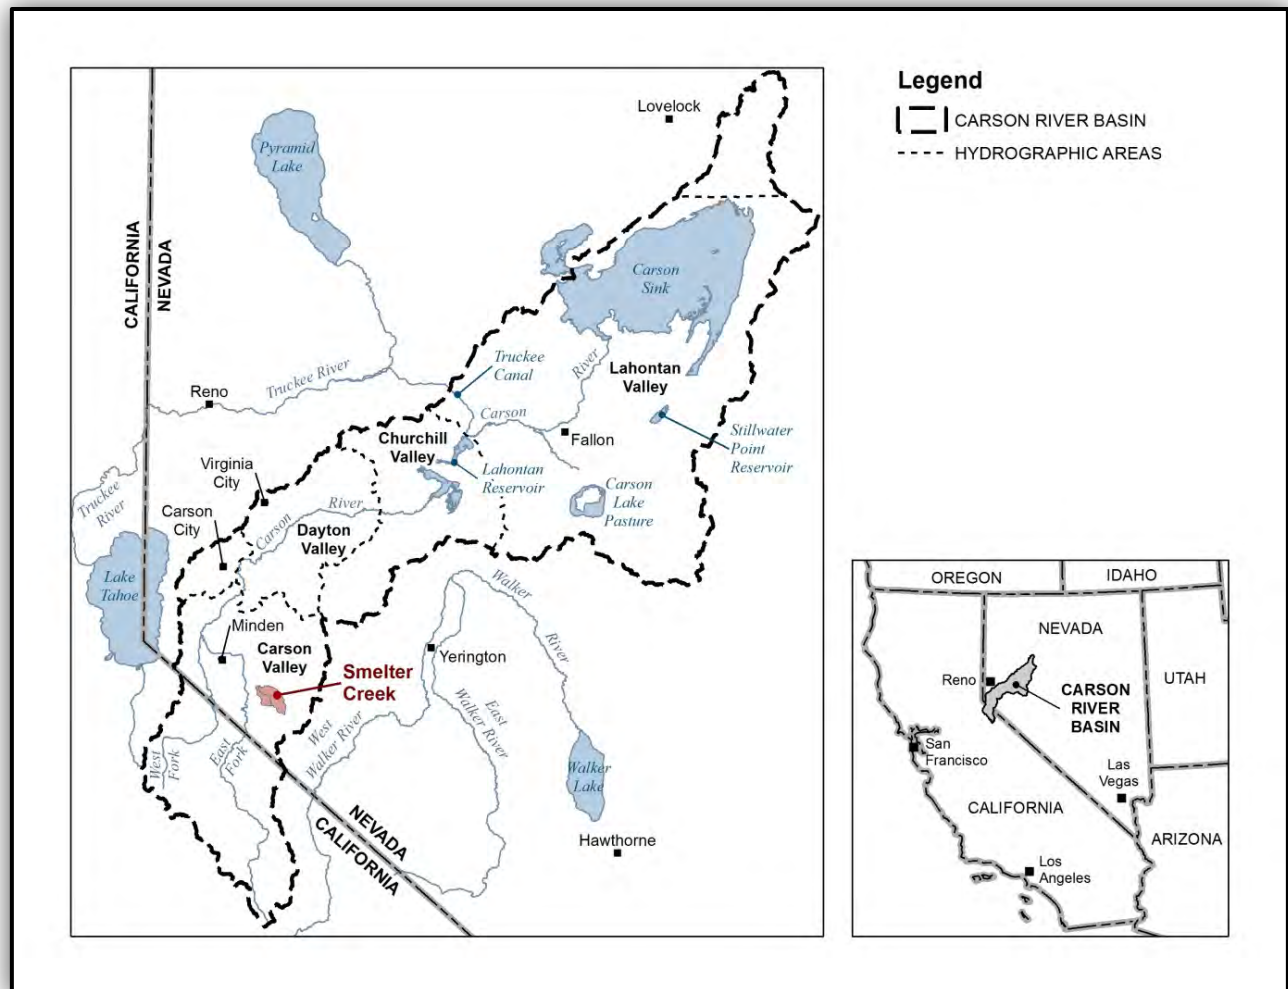 Legend
CARSON RIVER BASIN
HYDROGRAPHIC AREAS
Lovelock
Pyramid
Lake
CALIFORNIA
NEVADA
Carson
Sink
Truckee
Canal
River
Lahontan
Valley
Reno
Truckee River
Carson
Churchill
Valley
Fallon
Stillwater
Point
Reservoir
Virginia
City
Lahontan
Reservoir
Carson
Lake
Pasture
Truckee
River
Carson
City
Carson
River
Dayton
Valley
Lake
Tahoe
Walker
River
Minden
Carson
Valley
Yerington
Smelter
Creek
West
Walker River
East
Walker River
West
Fork
East
Fork
Walker
Lake
NEVADA
CALIFORNIA
Hawthorne
OREGON
IDAHO
NEVADA
UTAH
Reno
CARSON
RIVER
BASIN
San
Francisco
Las
Vegas
CALIFORNIA
ARIZONA
Los
Angeles